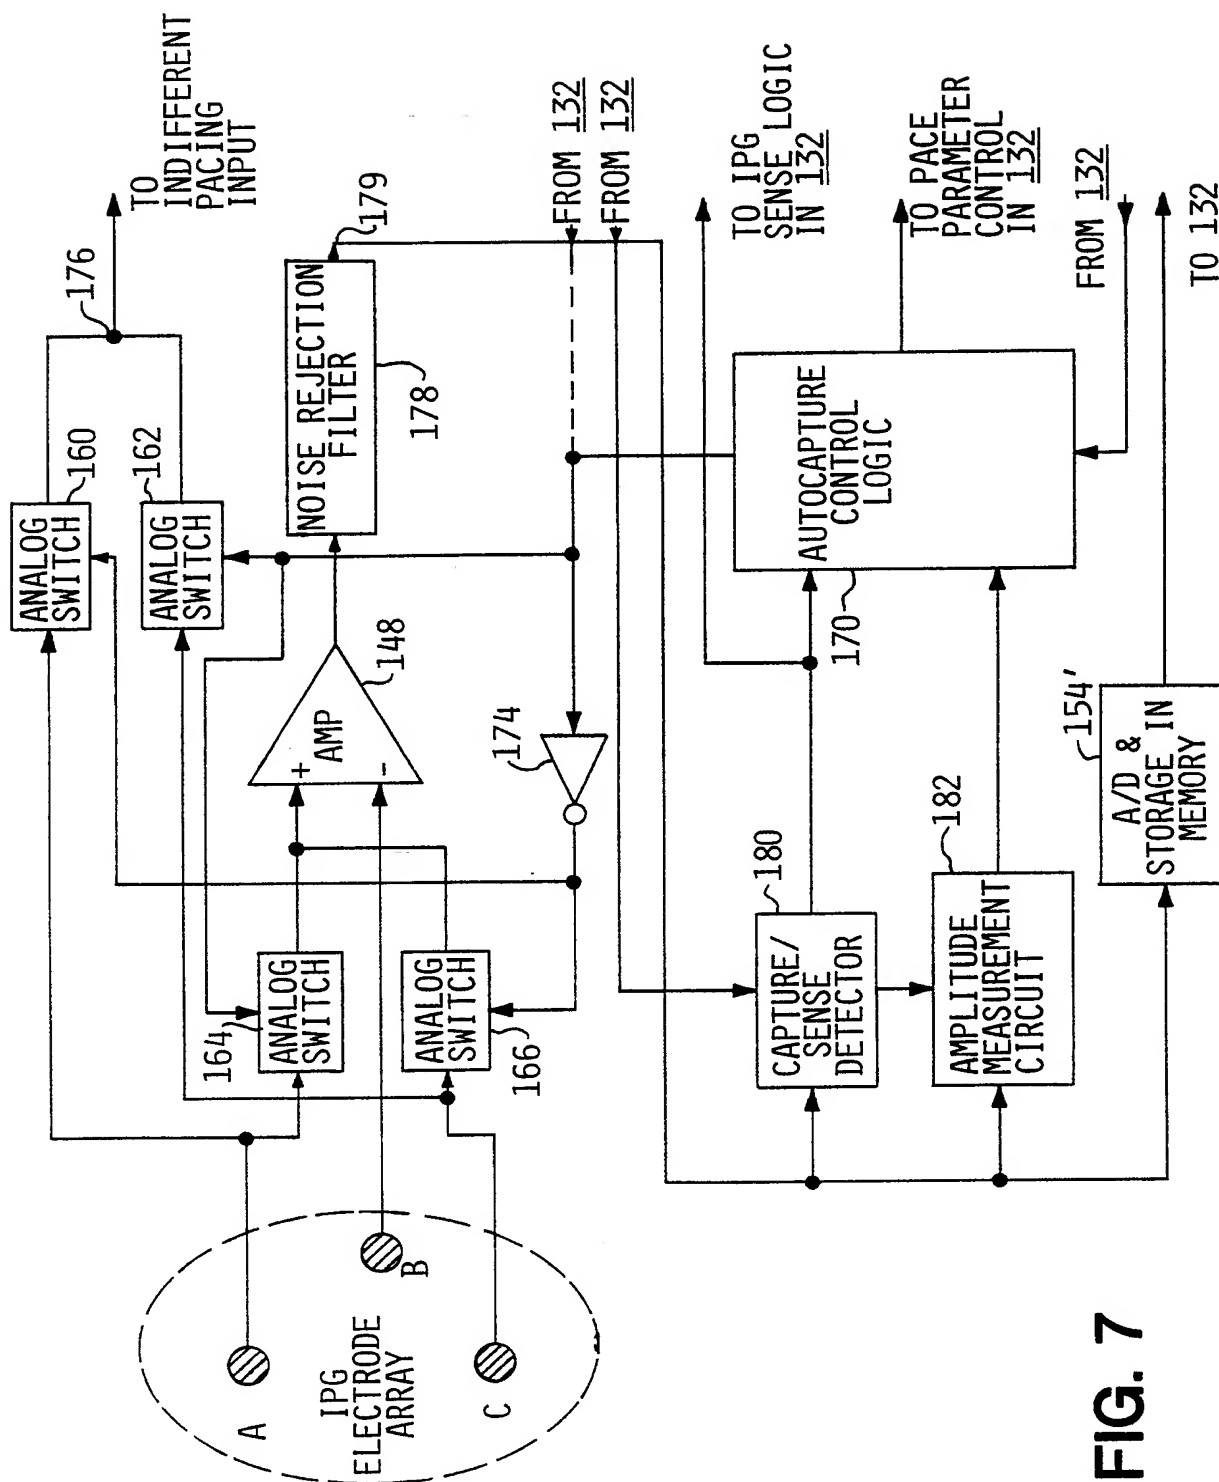 TO
INDIFFERENT
PACING
INPUT
176
ANALOG
SWITCH
160
ANALOG
SWITCH
162
179
NOISE REJECTION
FILTER
178
FROM 132
FROM 132
AMP
+
-
148
174
ANALOG
SWITCH
164
ANALOG
SWITCH
166
A
B
C
IPG
ELECTRODE
ARRAY
TO IPG
SENSE LOGIC
IN 132
TO PACE
PARAMETER
CONTROL
IN 132
FROM 132
TO 132
AUTOCAPTURE
CONTROL
LOGIC
170
CAPTURE/
SENSE
DETECTOR
180
AMPLITUDE
MEASUREMENT
CIRCUIT
182
A/D &
STORAGE IN
MEMORY
154'
FIG. 7